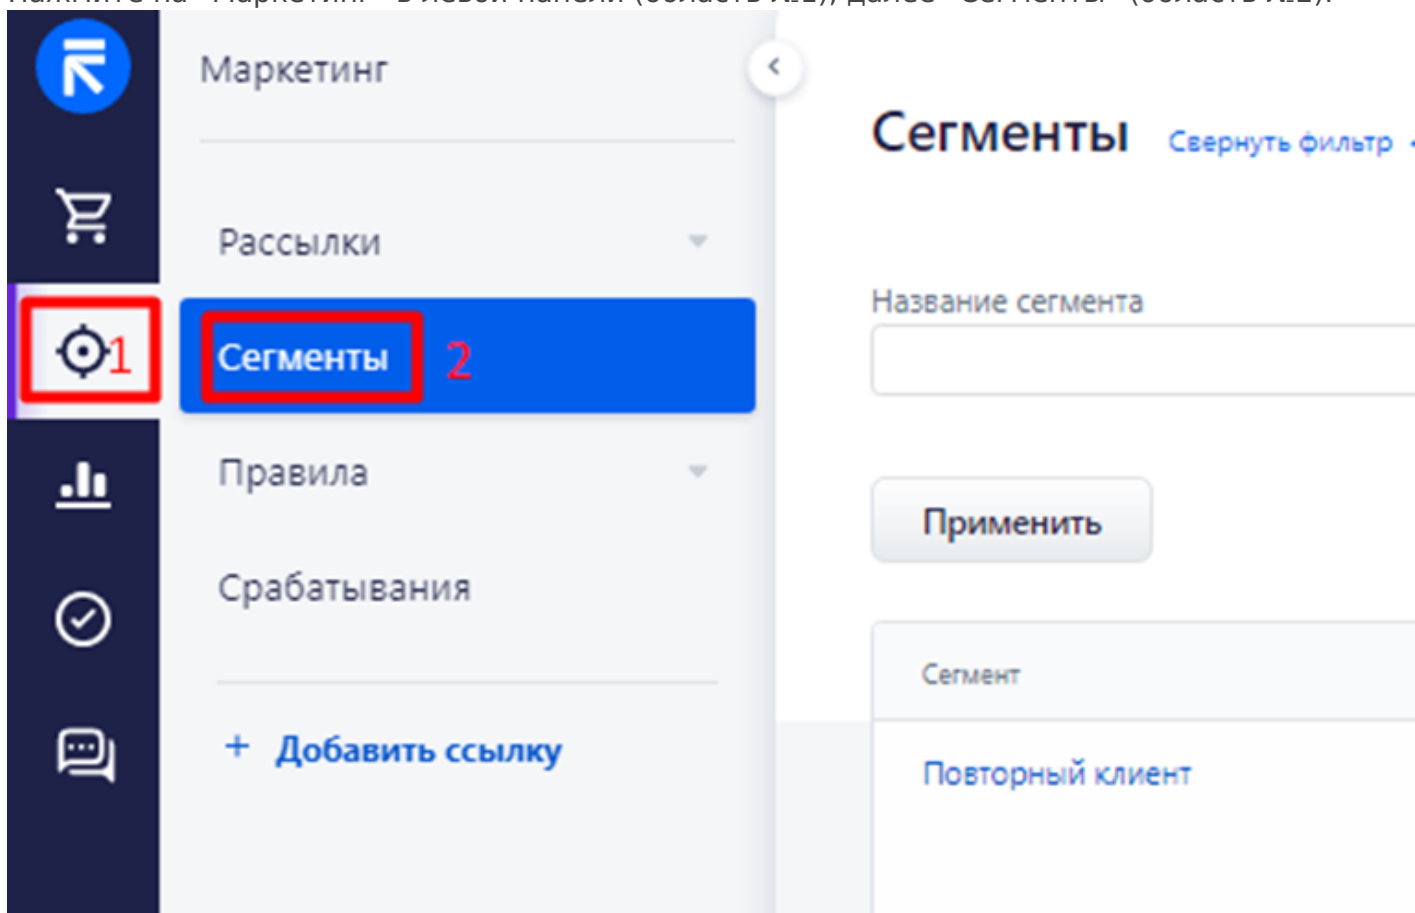 Маркетинг
Сегменты Свернуть фильтр
Рассылки
Название сегмента
1
Сегменты 2
Правила
Применить
Срабатывания
Сегмент
+ Добавить ссылку
Повторный клиент